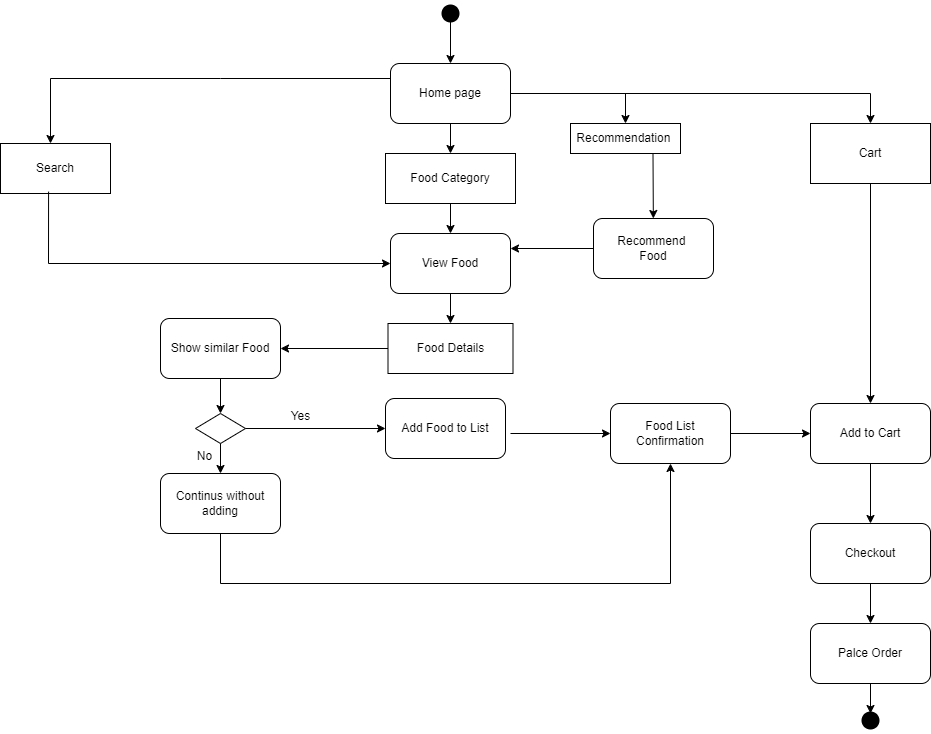 Home page
Recommendation
Cart
Search
Food Category
Recommend
Food
View Food
Show similar Food
Food Details
Yes
Add Food to List
Food List
Confirmation
Add to Cart
No
Continus without
adding
Checkout
Palce Order